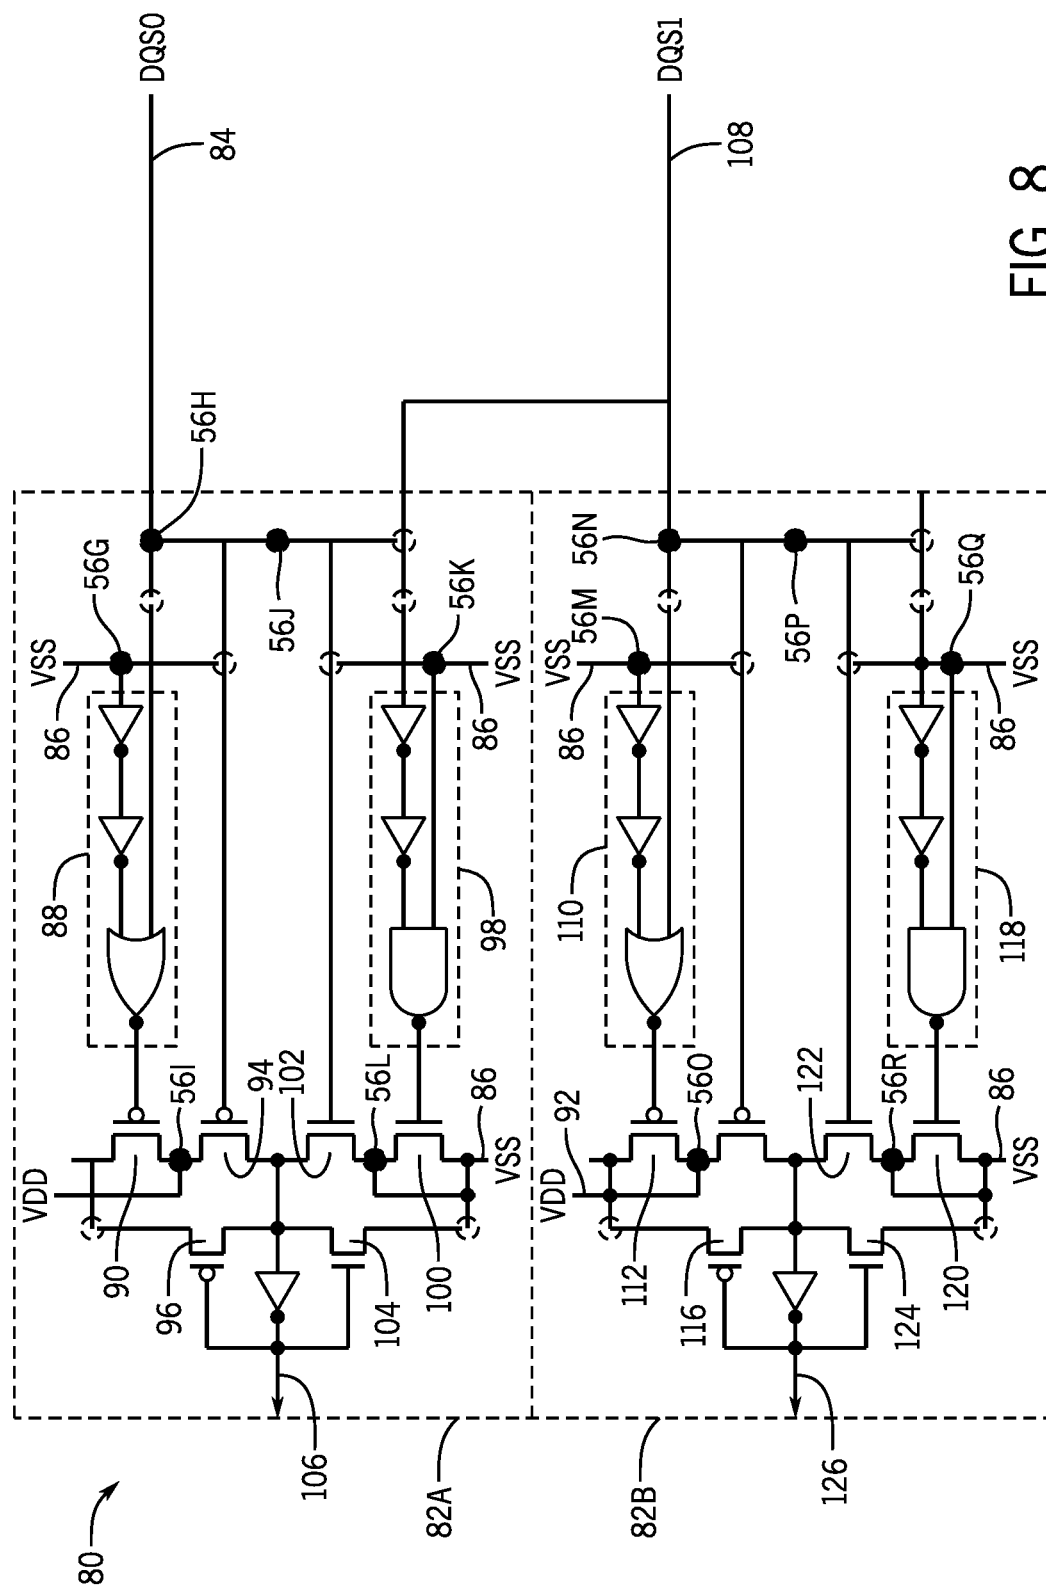 VDD
VSS
88
86
80
56G
90
DQS0
96
56I
56H
84
94
56J
102
106
56L
104
82A
100
56K
86
98
86
VSS
VSS
VDD
VSS
92
110
86
56M
56N
112
82B
DQS1
116
56O
108
56P
122
126
56R
124
120
56Q
86
118
86
VSS
VSS
FIG 8